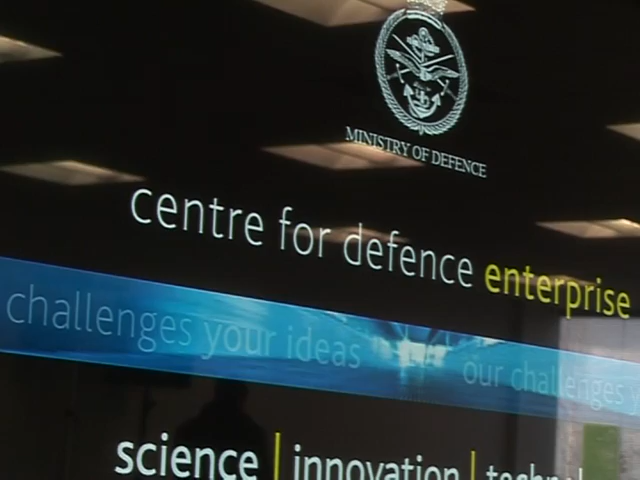 MINISTRY OF DEFENCE
centre for defence enterprise
challenges your ideas our challenges
science | innovation |